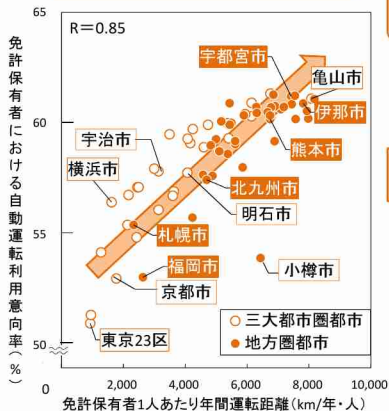 R＝0.85
免許保有者における自動運転利用意向率（％）
65
60
55
50
0
宇都宮市
亀山市
伊那市
宇治市
横浜市
熊本市
北九州市
明石市
札幌市
福岡市
小樽市
京都市
東京23区
○三大都市圏都市
●地方圏都市
2,000
4,000
6,000
8,000
10,000
免許保有者1人あたり年間運転距離（km/年・人）